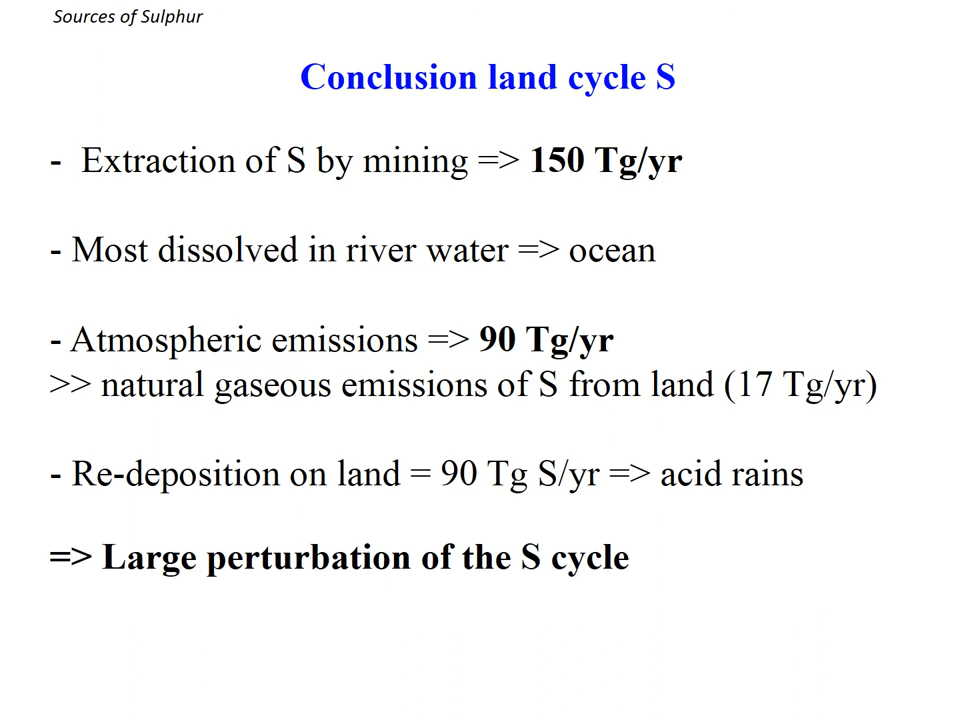 Sources of Sulphur
Conclusion land cycle S
- Extraction of S by mining => 150 Tg/yr
- Most dissolved in river water => ocean
- Atmospheric emissions => 90 Tg/yr
>> natural gaseous emissions of S from land (17 Tg/yr)
- Re-deposition on land = 90 Tg S/yr => acid rains
=> Large perturbation of the S cycle